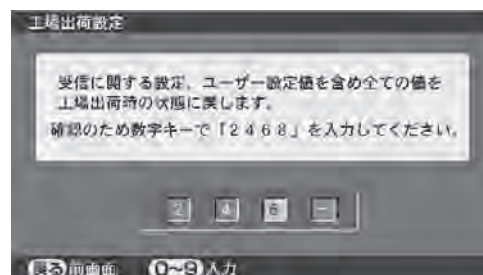 工場出荷設定
受信に関する設定、ユーザー設定値を含め全ての値を
工場出荷時の状態に戻します。
確認のため数字キーで「2468」を入力してください。
2 4 6 −
戻る 前画面 0~9 入力